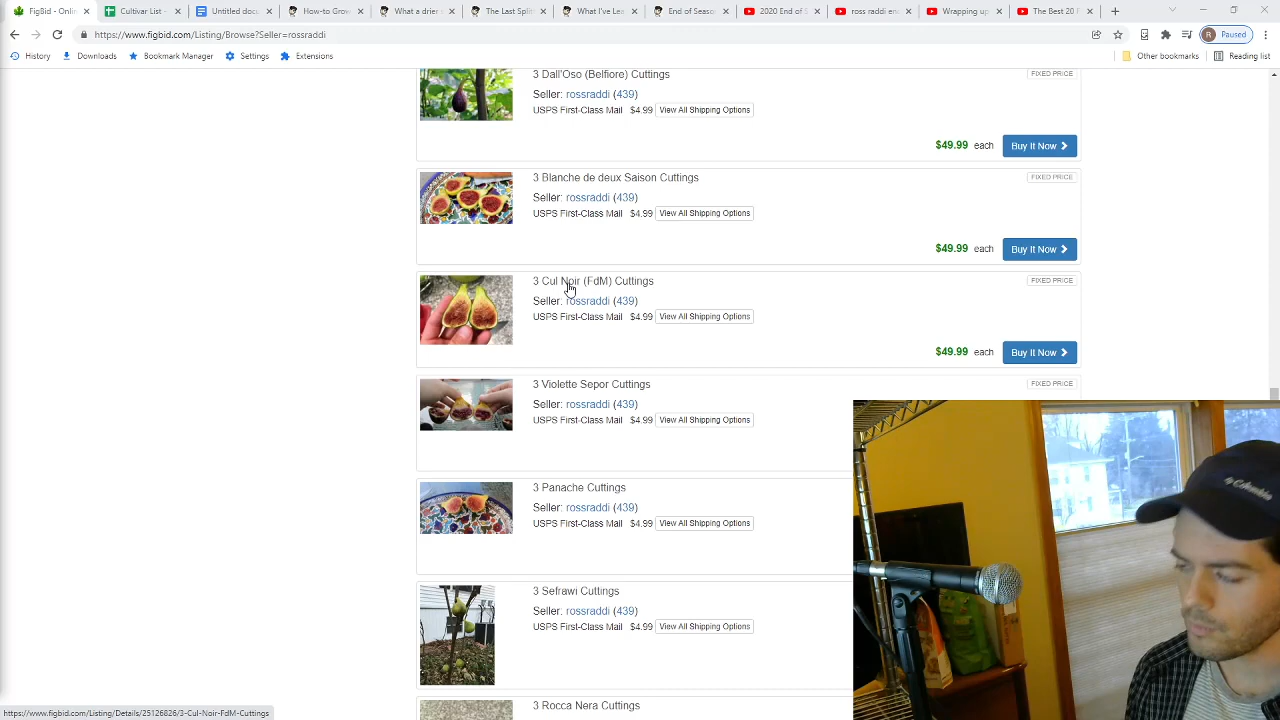 FigBid - Onlin
Cultivar List -
Untitled docu
How-to Grow
What a drier
The Last Split
What I've Lea
End of Season
2020 End of S
ross raddi en
Wrapping up
The Best 20 F
https://www.figbid.com/Listing/Browse?Seller=rossraddi
R Paused
History Downloads Bookmark Manager Settings Extensions Other bookmarks Reading list
3 Dall'Oso (Belfiore) Cuttings
FIXED PRICE
Seller: rossraddi (439)
USPS First-Class Mail $4.99 View All Shipping Options
$49.99 each Buy It Now
3 Blanche de deux Saison Cuttings
FIXED PRICE
Seller: rossraddi (439)
USPS First-Class Mail $4.99 View All Shipping Options
$49.99 each Buy It Now
3 Cul Noir (FdM) Cuttings
FIXED PRICE
Seller: rossraddi (439)
USPS First-Class Mail $4.99 View All Shipping Options
$49.99 each Buy It Now
3 Violette Sepor Cuttings
FIXED PRICE
Seller: rossraddi (439)
USPS First-Class Mail $4.99 View All Shipping Options
3 Panache Cuttings
Seller: rossraddi (439)
USPS First-Class Mail $4.99 View All Shipping Options
3 Sefrawi Cuttings
Seller: rossraddi (439)
USPS First-Class Mail $4.99 View All Shipping Options
3 Rocca Nera Cuttings
https://www.figbid.com/Listing/Details/25126826/3-Cul-Noir-FdM-Cuttings
Columbia